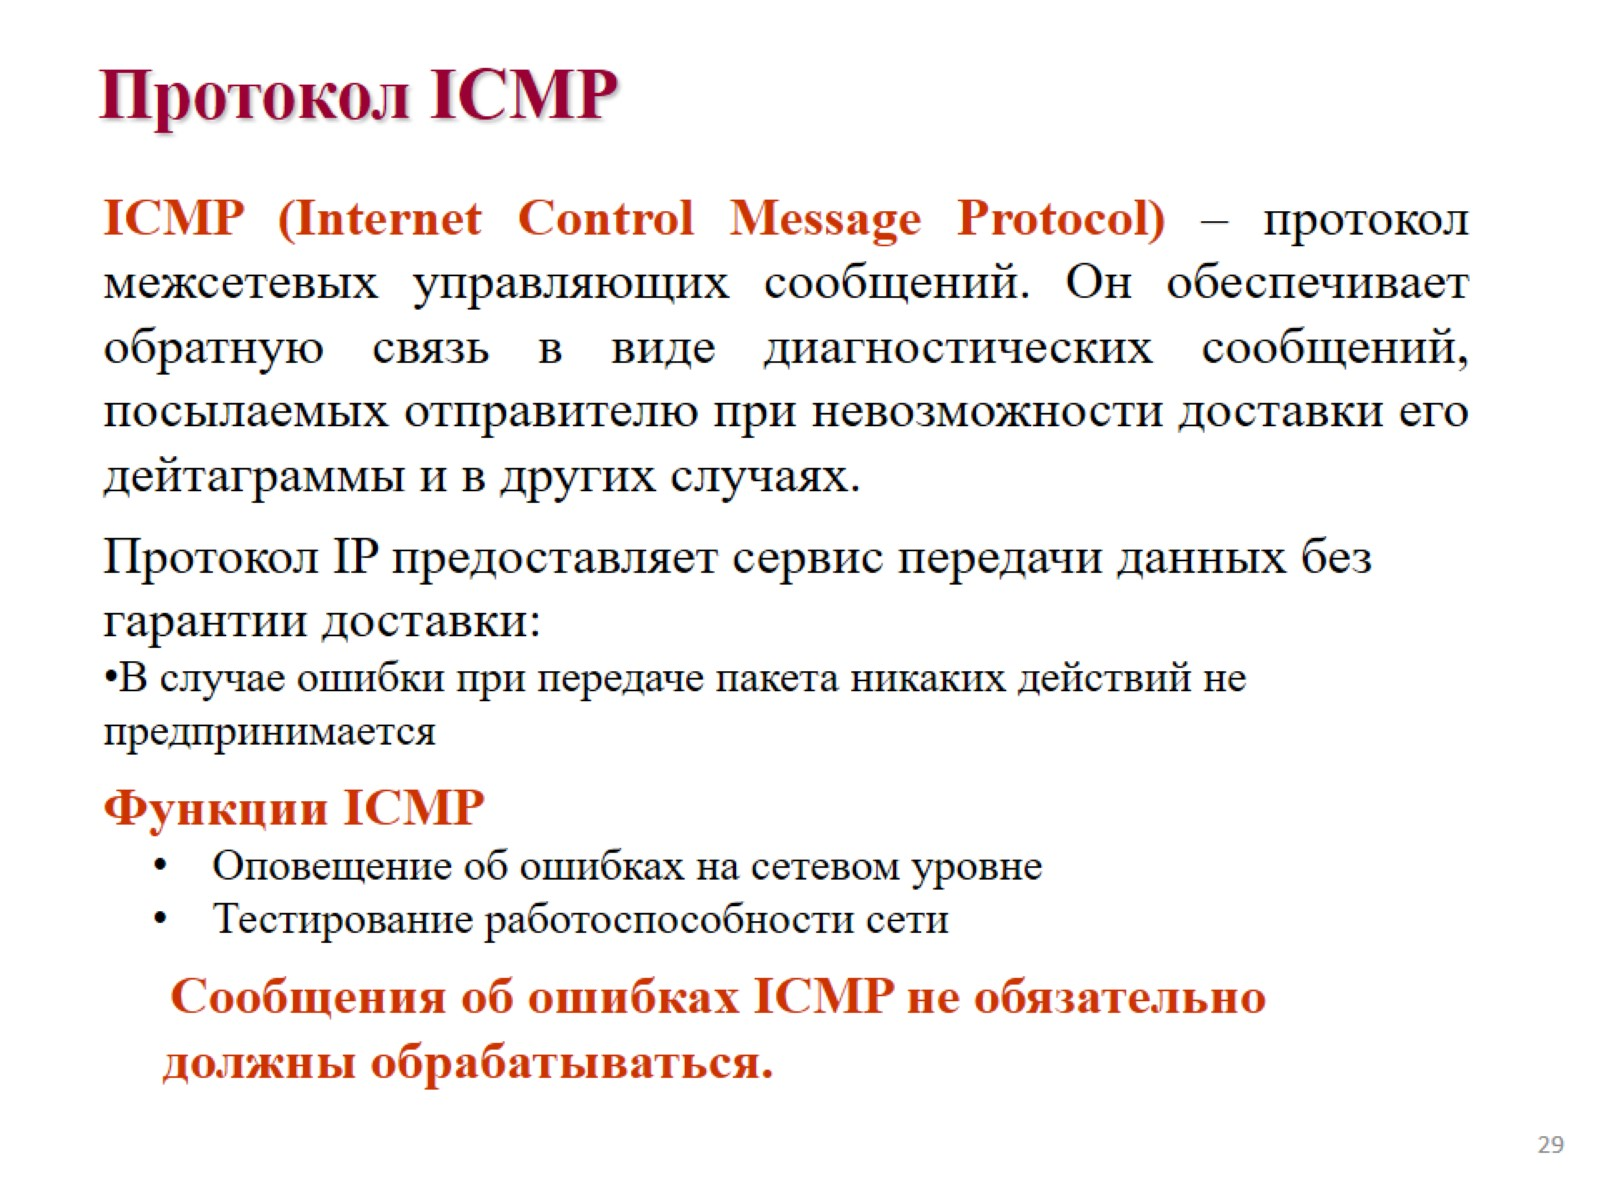 Протокол ICMP
ICMP (Internet Control Message Protocol) – протокол
межсетевых управляющих сообщений. Он обеспечивает
обратную связь в виде диагностических сообщений,
посылаемых отправителю при невозможности доставки его
дейтаграммы и в других случаях.
Протокол IP предоставляет сервис передачи данных без
гарантии доставки:
•В случае ошибки при передаче пакета никаких действий не
предпринимается
Функции ICMP
• Оповещение об ошибках на сетевом уровне
• Тестирование работоспособности сети
Сообщения об ошибках ICMP не обязательно
должны обрабатываться.
29